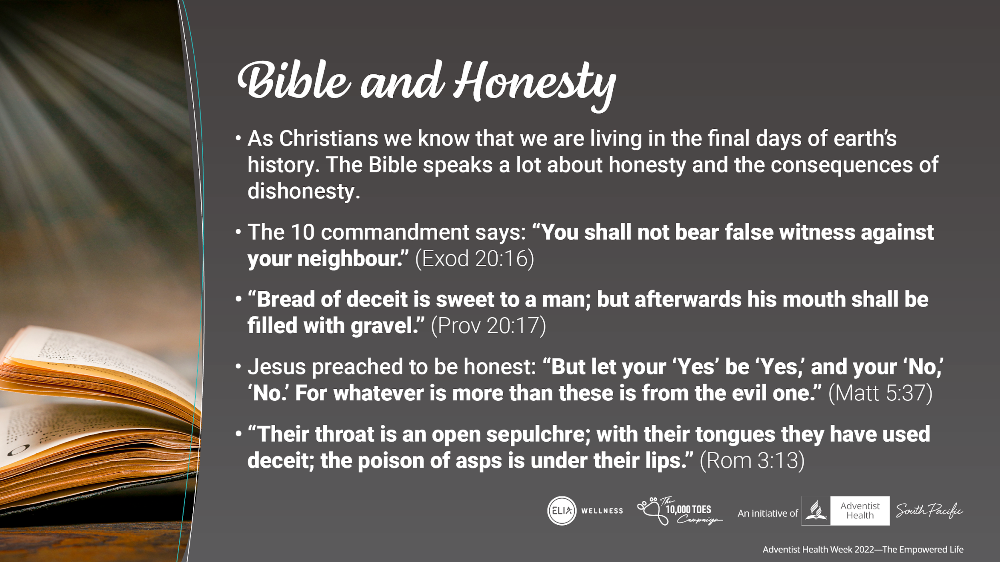 Bible and Honesty
• As Christians we know that we are living in the final days of earth’s
history. The Bible speaks a lot about honesty and the consequences of
dishonesty.
• The 10 commandment says: “You shall not bear false witness against
your neighbour.” (Exod 20:16)
• “Bread of deceit is sweet to a man; but afterwards his mouth shall be
filled with gravel.” (Prov 20:17)
• Jesus preached to be honest: “But let your ‘Yes’ be ‘Yes,’ and your ‘No,’
‘No.’ For whatever is more than these is from the evil one.” (Matt 5:37)
• “Their throat is an open sepulchre; with their tongues they have used
deceit; the poison of asps is under their lips.” (Rom 3:13)
ELIA WELLNESS
The
10,000 TOES
Campaign
An initiative of
Adventist
Health
South Pacific
Adventist Health Week 2022—The Empowered Life